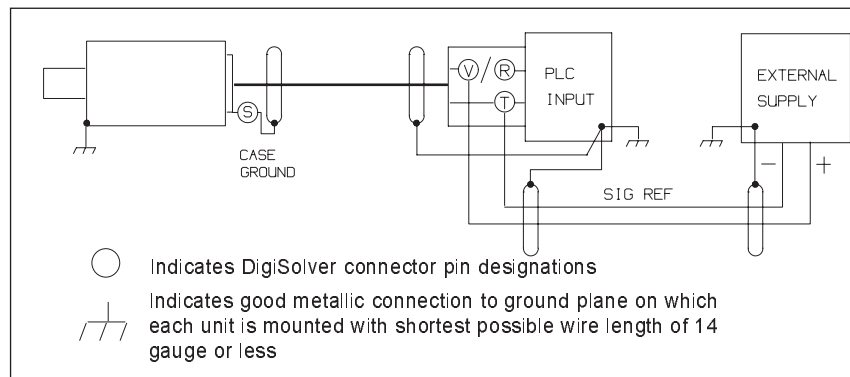 S
CASE
GROUND
V / R
T
PLC
INPUT
EXTERNAL
SUPPLY
− +
SIG REF
Indicates DigiSolver connector pin designations
Indicates good metallic connection to ground plane on which
each unit is mounted with shortest possible wire length of 14
gauge or less